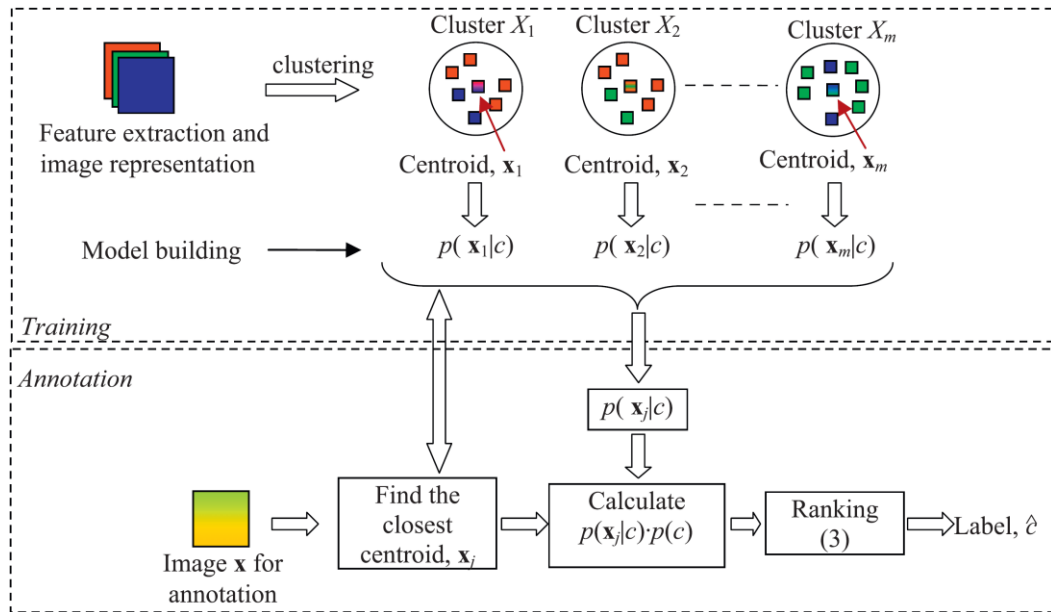 Cluster X₁
Cluster X₂
Cluster Xₘ
clustering
Feature extraction and
image representation
Centroid, x₁
Centroid, x₂
Centroid, xₘ
Model building
p( x₁|c)
p( x₂|c)
p( xₘ|c)
Training
Annotation
p( xⱼ|c)
Image x for
annotation
Find the
closest
centroid, xⱼ
Calculate
p(xⱼ|c)·p(c)
Ranking
(3)
Label, ĉ